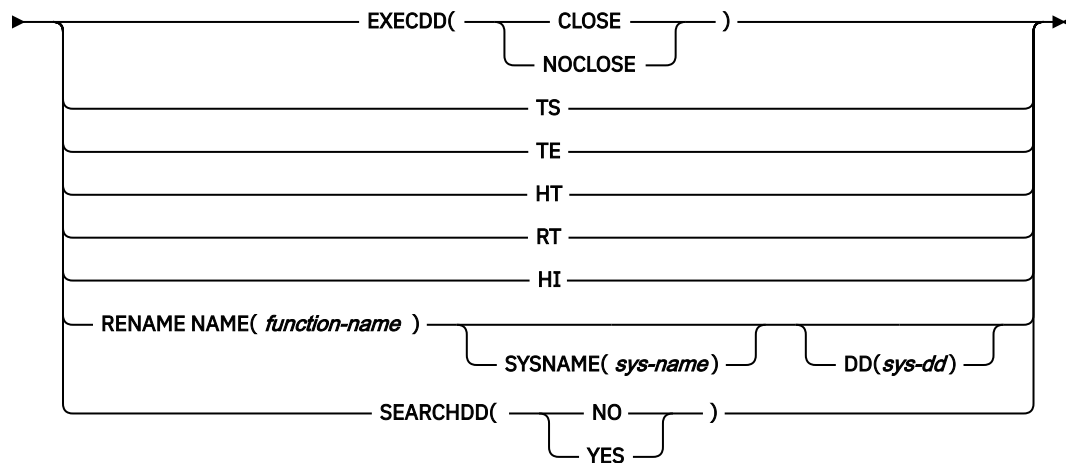 EXECDD( CLOSE )
NOCLOSE
TS
TE
HT
RT
HI
RENAME NAME( function-name )
SYSNAME( sys-name ) DD( sys-dd )
SEARCHDD( NO )
YES